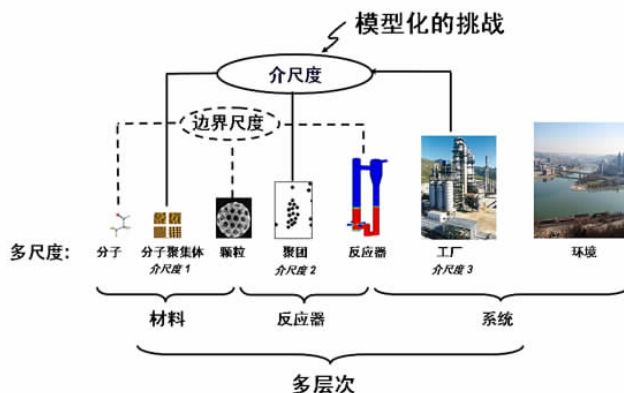 模型化的挑战
介尺度
边界尺度
多尺度: 分子 分子聚集体 颗粒 聚团 反应器 工厂 环境
介尺度 1 介尺度 2 介尺度 3
材料 反应器 系统
多层次